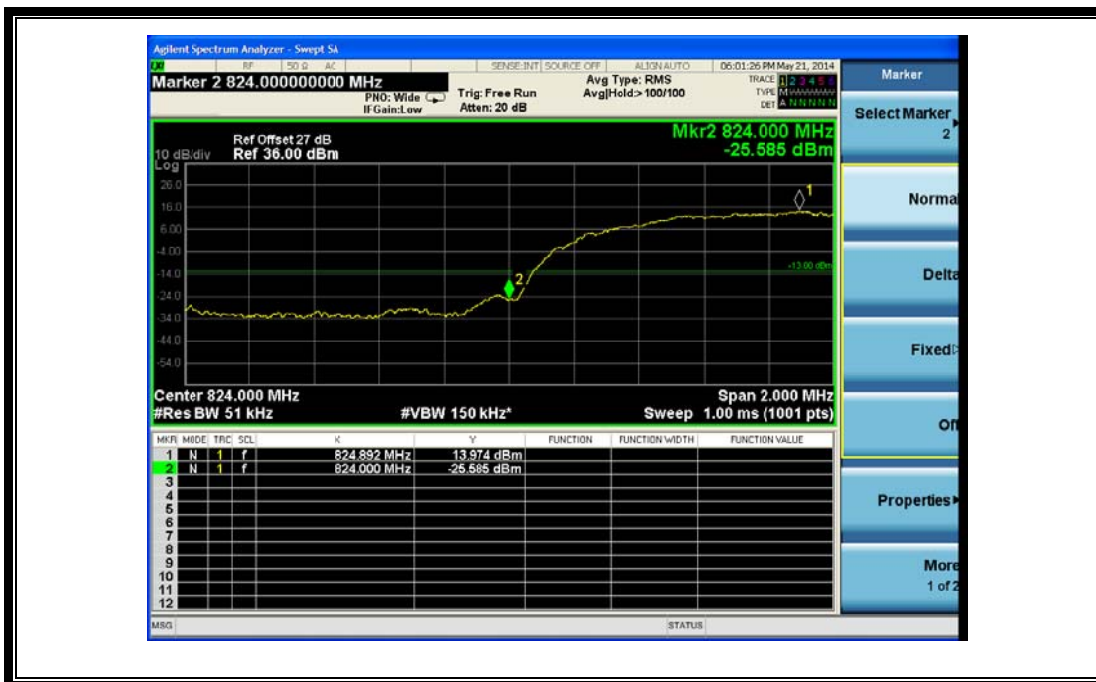 Agilent Spectrum Analyzer - Swept SA
RF 50 Ω AC SENSE:INT SOURCE OFF ALIGN AUTO 06:01:26 PM May 21, 2014
Marker 2 824.000000000 MHz
PNO: Wide
IFGain:Low
Trig: Free Run
Atten: 20 dB
Avg Type: RMS
Avg|Hold:> 100/100
TRACE 1 2 3 4 5 6
TYPE M
DET A N N N N N
Ref Offset 27 dB
10 dB/div Ref 36.00 dBm
Log
Mkr2 824.000 MHz
-25.585 dBm
26.0
16.0
6.00
-4.00
-14.0
-24.0
-34.0
-44.0
-54.0
1
2
-13.00 dBm
Center 824.000 MHz Span 2.000 MHz
#Res BW 51 kHz #VBW 150 kHz* Sweep 1.00 ms (1001 pts)
MKR MODE TRC SCL X Y FUNCTION FUNCTION WIDTH FUNCTION VALUE
1 N 1 f 824.892 MHz 13.974 dBm
2 N 1 f 824.000 MHz -25.585 dBm
3
4
5
6
7
8
9
10
11
12
MSG STATUS
Marker
Select Marker
2
Normal
Delta
Fixed
Off
Properties
More
1 of 2